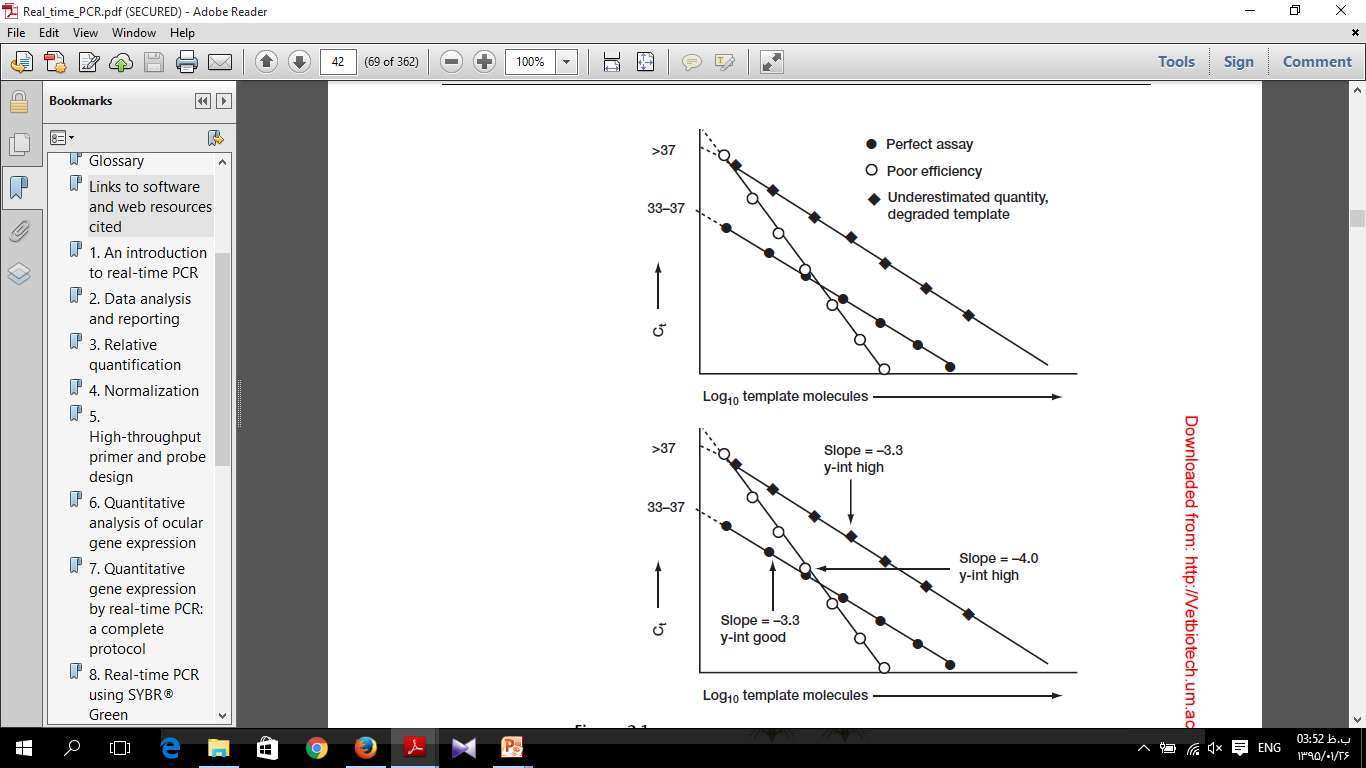 Real_time_PCR.pdf (SECURED) - Adobe Reader
File Edit View Window Help
42 (69 of 362) 100% Tools Sign Comment
Bookmarks
Glossary
Links to software
and web resources
cited
1. An introduction
to real-time PCR
2. Data analysis
and reporting
3. Relative
quantification
4. Normalization
5.
High-throughput
primer and probe
design
6. Quantitative
analysis of ocular
gene expression
7. Quantitative
gene expression
by real-time PCR:
a complete
protocol
8. Real-time PCR
using SYBR®
Green
>37
33–37
Ct
Perfect assay
Poor efficiency
Underestimated quantity,
degraded template
Log10 template molecules
>37
33–37
Ct
Slope = –3.3
y-int high
Slope = –4.0
y-int high
Slope = –3.3
y-int good
Log10 template molecules
Downloaded from: http://Vetbiotech.um.ac
ENG
03:52 ب.ظ
۱۳۹۵/۰۱/۲۶